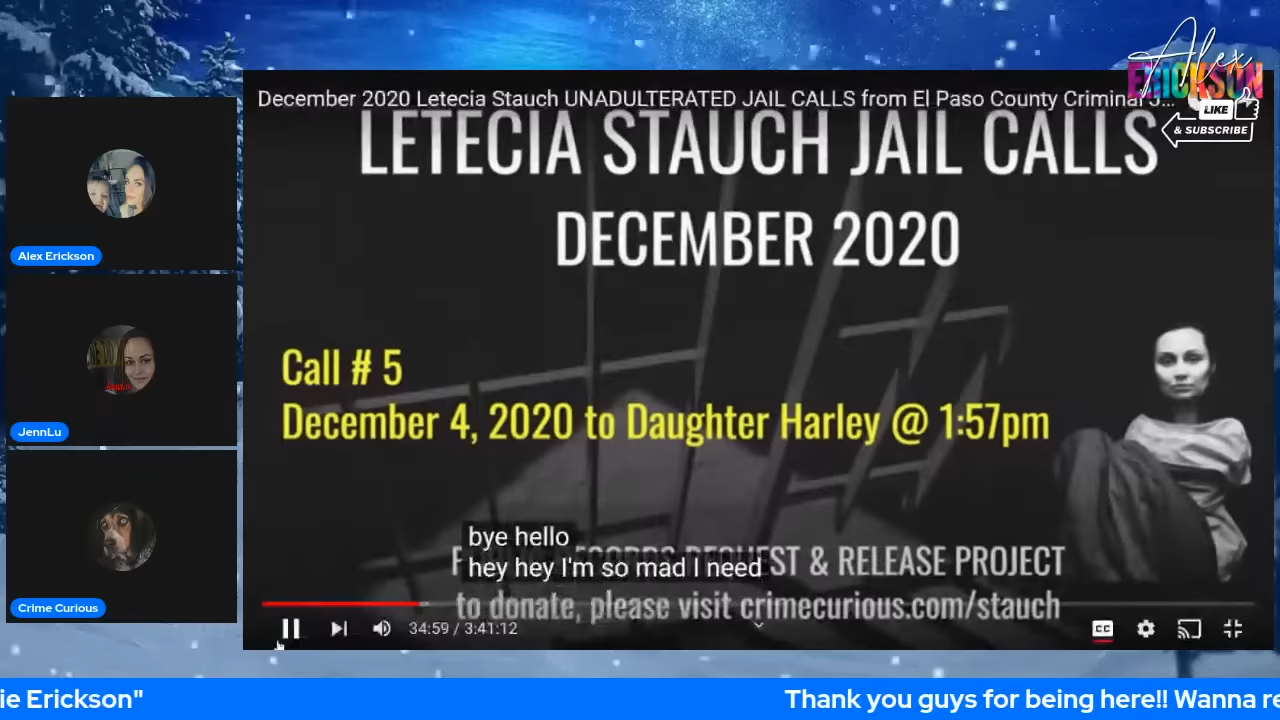 Alex
ERICKSON
LIKE
& SUBSCRIBE
December 2020 Letecia Stauch UNADULTERATED JAIL CALLS from El Paso County Criminal J...
LETECIA STAUCH JAIL CALLS
DECEMBER 2020
Alex Erickson
Call # 5
December 4, 2020 to Daughter Harley @ 1:57pm
JennLu
bye hello
hey hey I'm so mad I need
REQUEST & RELEASE PROJECT
to donate, please visit crimecurious.com/stauch
Crime Curious
34:59 / 3:41:12
CC
ie Erickson"
Thank you guys for being here!! Wanna re